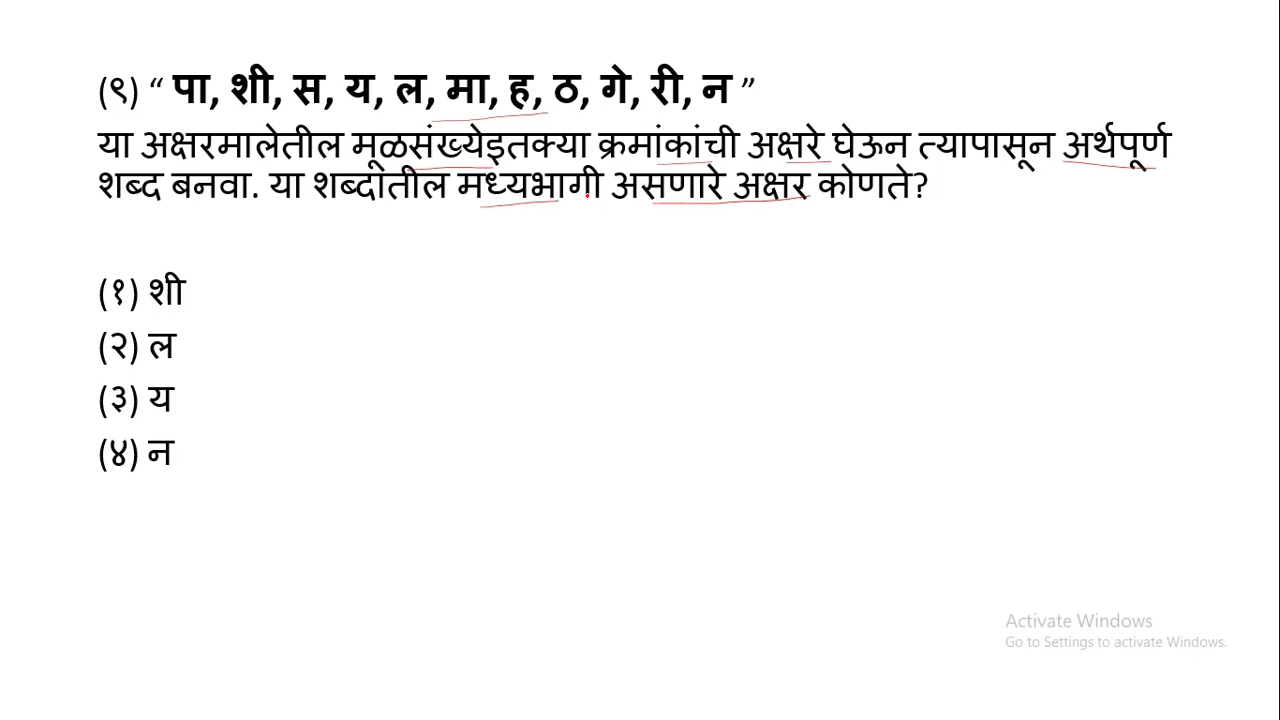 (९) “ पा, शी, स, य, ल, मा, ह, ठ, गे, री, न ”
या अक्षरमालेतील मूळसंख्येइतक्या क्रमांकांची अक्षरे घेऊन त्यापासून अर्थपूर्ण
शब्द बनवा. या शब्दातील मध्यभागी असणारे अक्षर कोणते?
(१) शी
(२) ल
(३) य
(४) न
Activate Windows
Go to Settings to activate Windows.